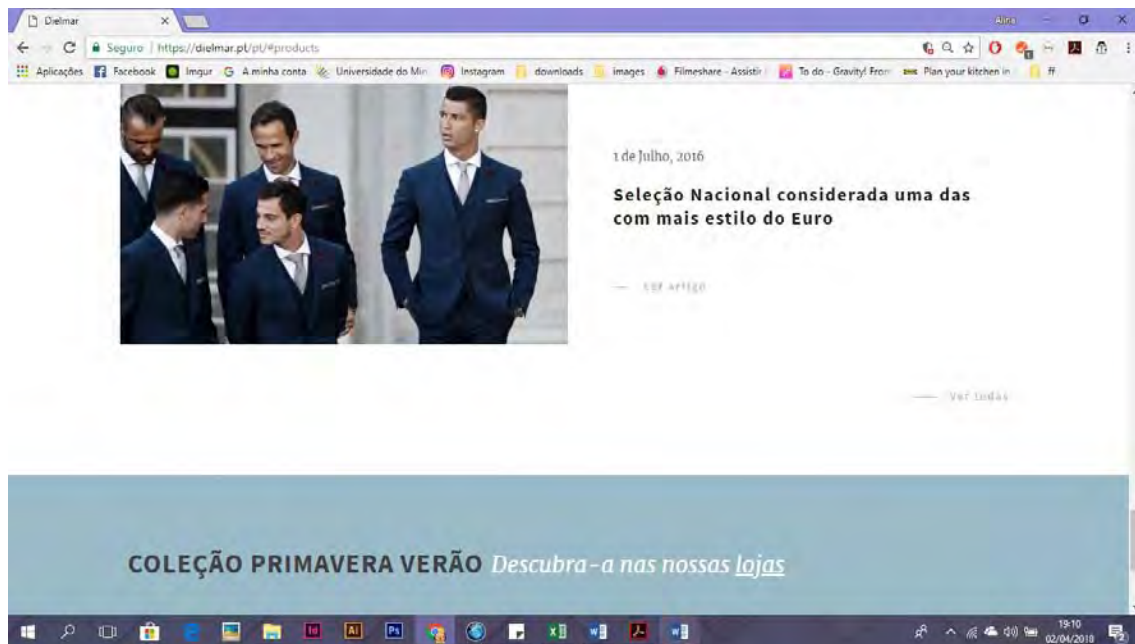 Dielmar
Alina
Seguro | https://dielmar.pt/pt/#products
Aplicações Facebook Imgur A minha conta Universidade do Min Instagram downloads images Filmeshare - Assistir To do - Gravity! Fron Plan your kitchen in ff
1 de Julho, 2016
Seleção Nacional considerada uma das
com mais estilo do Euro
Ver artigo
Ver todas
COLEÇÃO PRIMAVERA VERÃO Descubra-a nas nossas lojas
19:10
02/04/2018